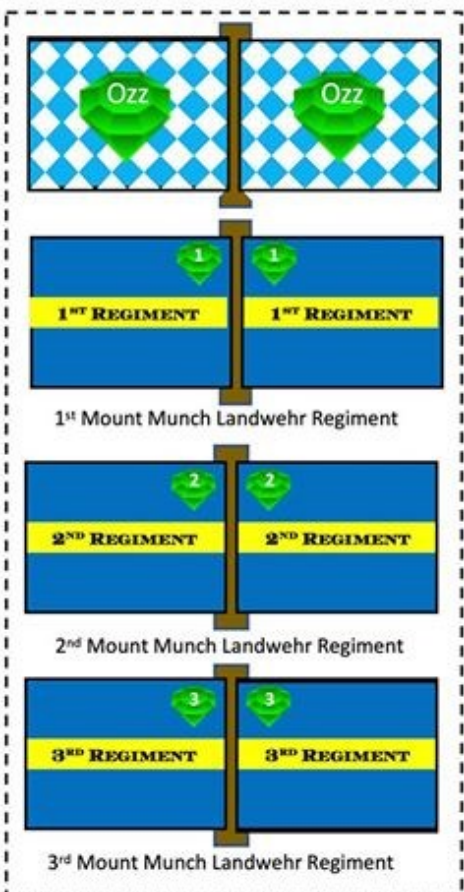 Ozz Ozz
1 1
1ST REGIMENT 1ST REGIMENT
1st Mount Munch Landwehr Regiment
2 2
2ND REGIMENT 2ND REGIMENT
2nd Mount Munch Landwehr Regiment
3 3
3RD REGIMENT 3RD REGIMENT
3rd Mount Munch Landwehr Regiment